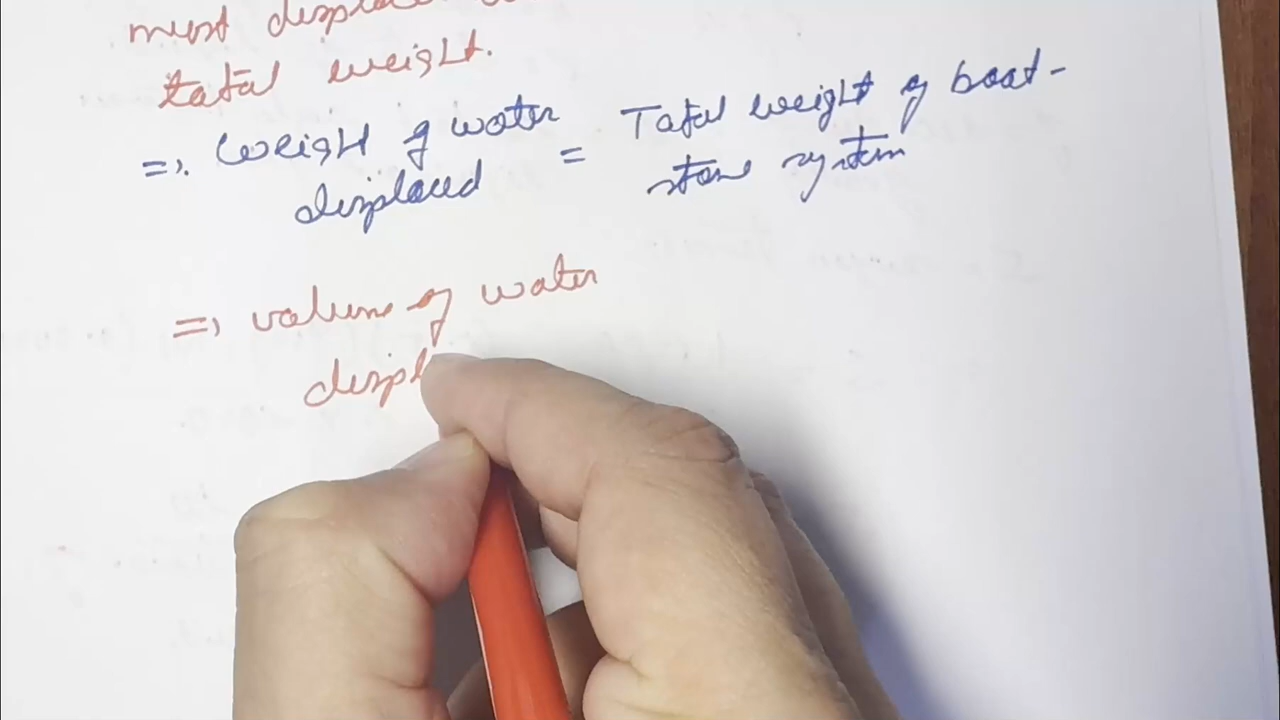 must displace
total weight.
=> Weight of water displaced = Total weight of boat-stone system
=> volume of water
displ